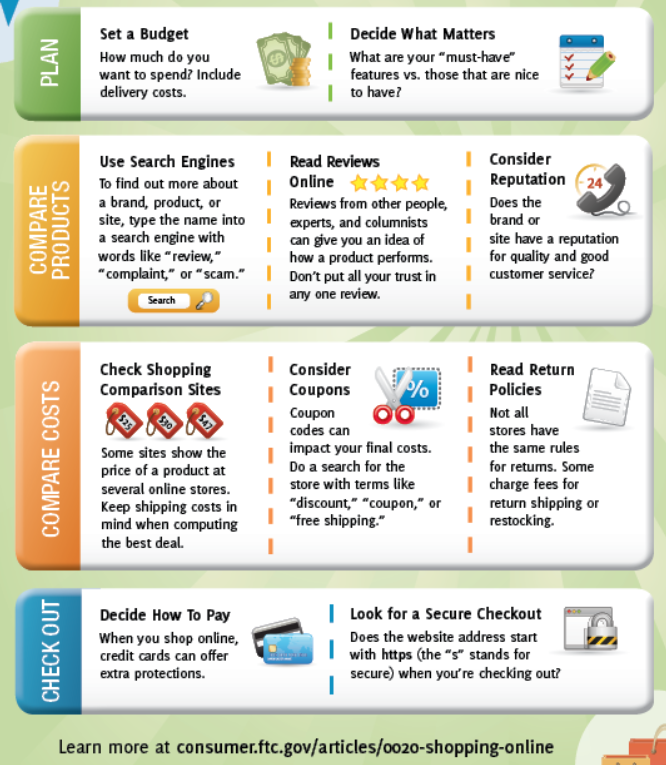 PLAN
Set a Budget
How much do you
want to spend? Include
delivery costs.
Decide What Matters
What are your “must-have”
features vs. those that are nice
to have?
COMPARE
PRODUCTS
Use Search Engines
To find out more about
a brand, product, or
site, type the name into
a search engine with
words like “review,”
“complaint,” or “scam.”
Search
Read Reviews
Online
Reviews from other people,
experts, and columnists
can give you an idea of
how a product performs.
Don’t put all your trust in
any one review.
Consider
Reputation
24
Does the
brand or
site have a reputation
for quality and good
customer service?
COMPARE COSTS
Check Shopping
Comparison Sites
$25 $30 $47
Some sites show the
price of a product at
several online stores.
Keep shipping costs in
mind when computing
the best deal.
Consider
Coupons
%
Coupon
codes can
impact your final costs.
Do a search for the
store with terms like
“discount,” “coupon,” or
“free shipping.”
Read Return
Policies
Not all
stores have
the same rules
for returns. Some
charge fees for
return shipping or
restocking.
CHECK OUT
Decide How To Pay
When you shop online,
credit cards can offer
extra protections.
Look for a Secure Checkout
Does the website address start
with https (the “s” stands for
secure) when you’re checking out?
Learn more at consumer.ftc.gov/articles/0020-shopping-online